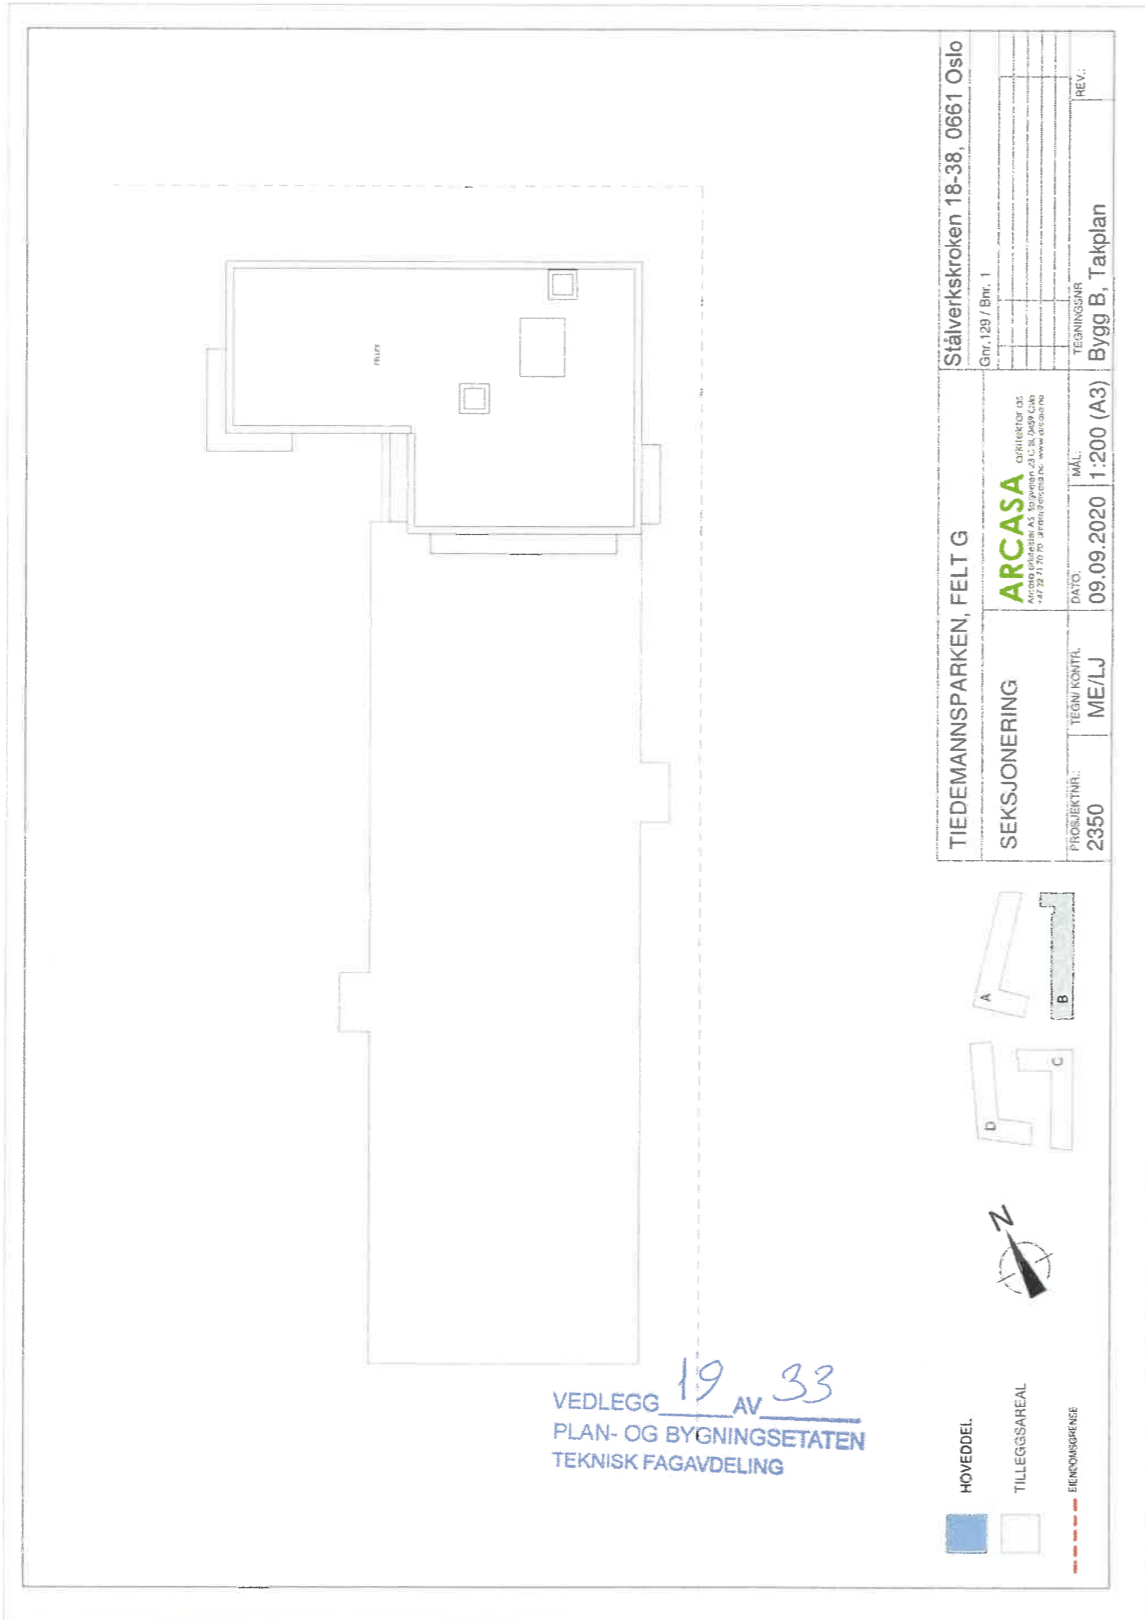 FELLES
TIEDEMANNSPARKEN, FELT G
Stålverkskroken 18-38, 0661 Oslo
Gnr.129 / Bnr. 1
SEKSJONERING
ARCASA arkitekter as
PROSJEKTNR.:
2350
TEGN/ KONTR.
ME/LJ
DATO:
09.09.2020
MÅL:
1:200 (A3)
TEGNINGSNR
Bygg B, Takplan
REV.:
A
B
C
D
N
HOVEDDEL
TILLEGGSAREAL
EIENDOMSGRENSE
VEDLEGG 19 AV 33
PLAN- OG BYGNINGSETATEN
TEKNISK FAGAVDELING